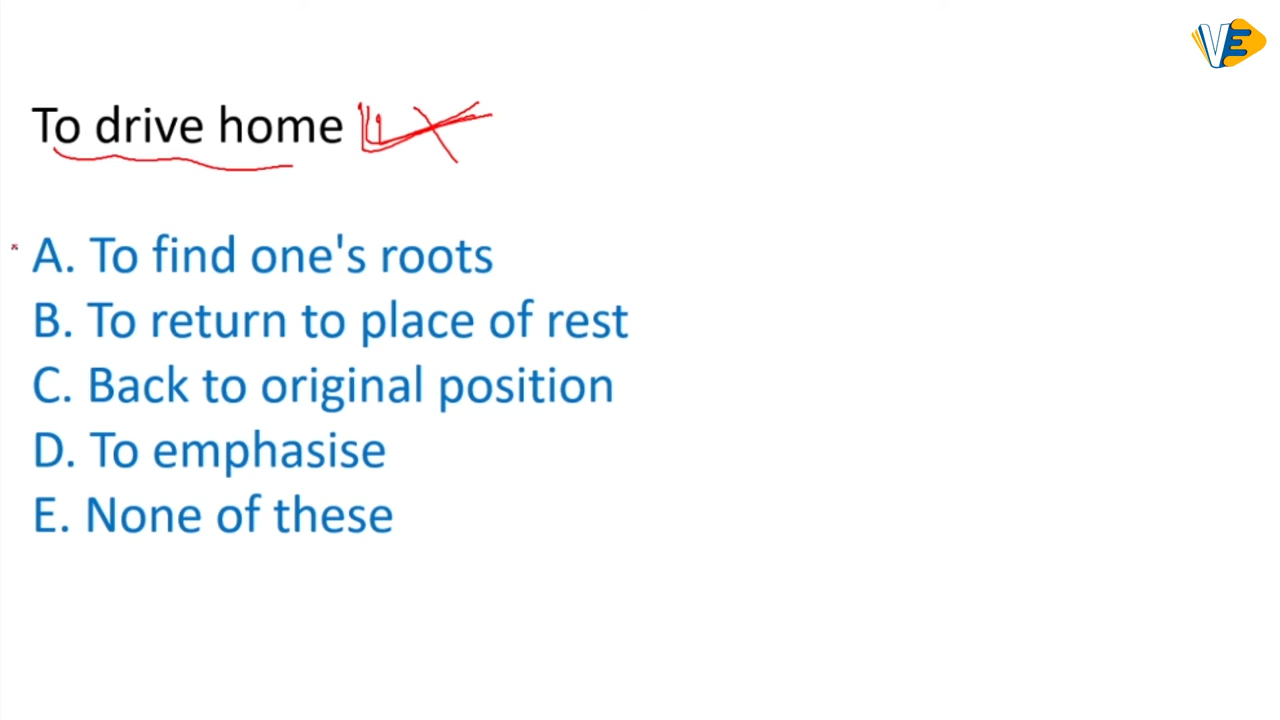 To drive home
A. To find one's roots
B. To return to place of rest
C. Back to original position
D. To emphasise
E. None of these
VE